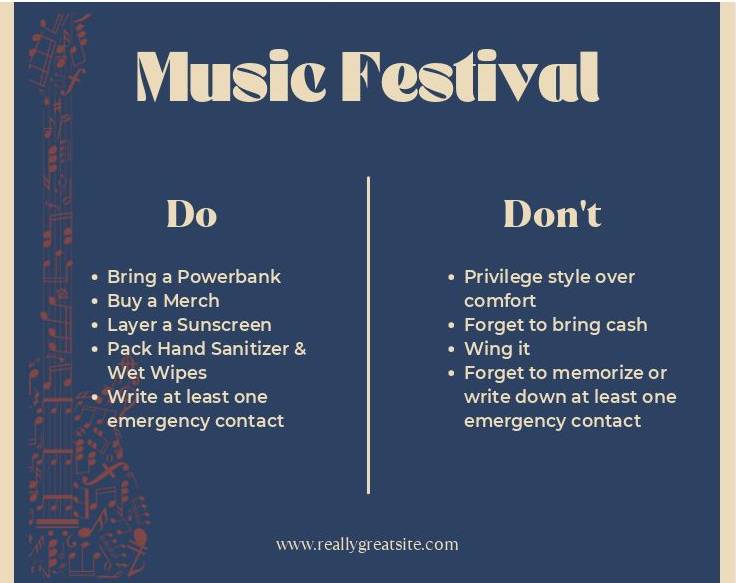 Music Festival
Do
Bring a Powerbank
Buy a Merch
Layer a Sunscreen
Pack Hand Sanitizer &
Wet Wipes
Write at least one
emergency contact
Don't
Privilege style over
comfort
Forget to bring cash
Wing it
Forget to memorize or
write down at least one
emergency contact
www.reallygreatsite.com